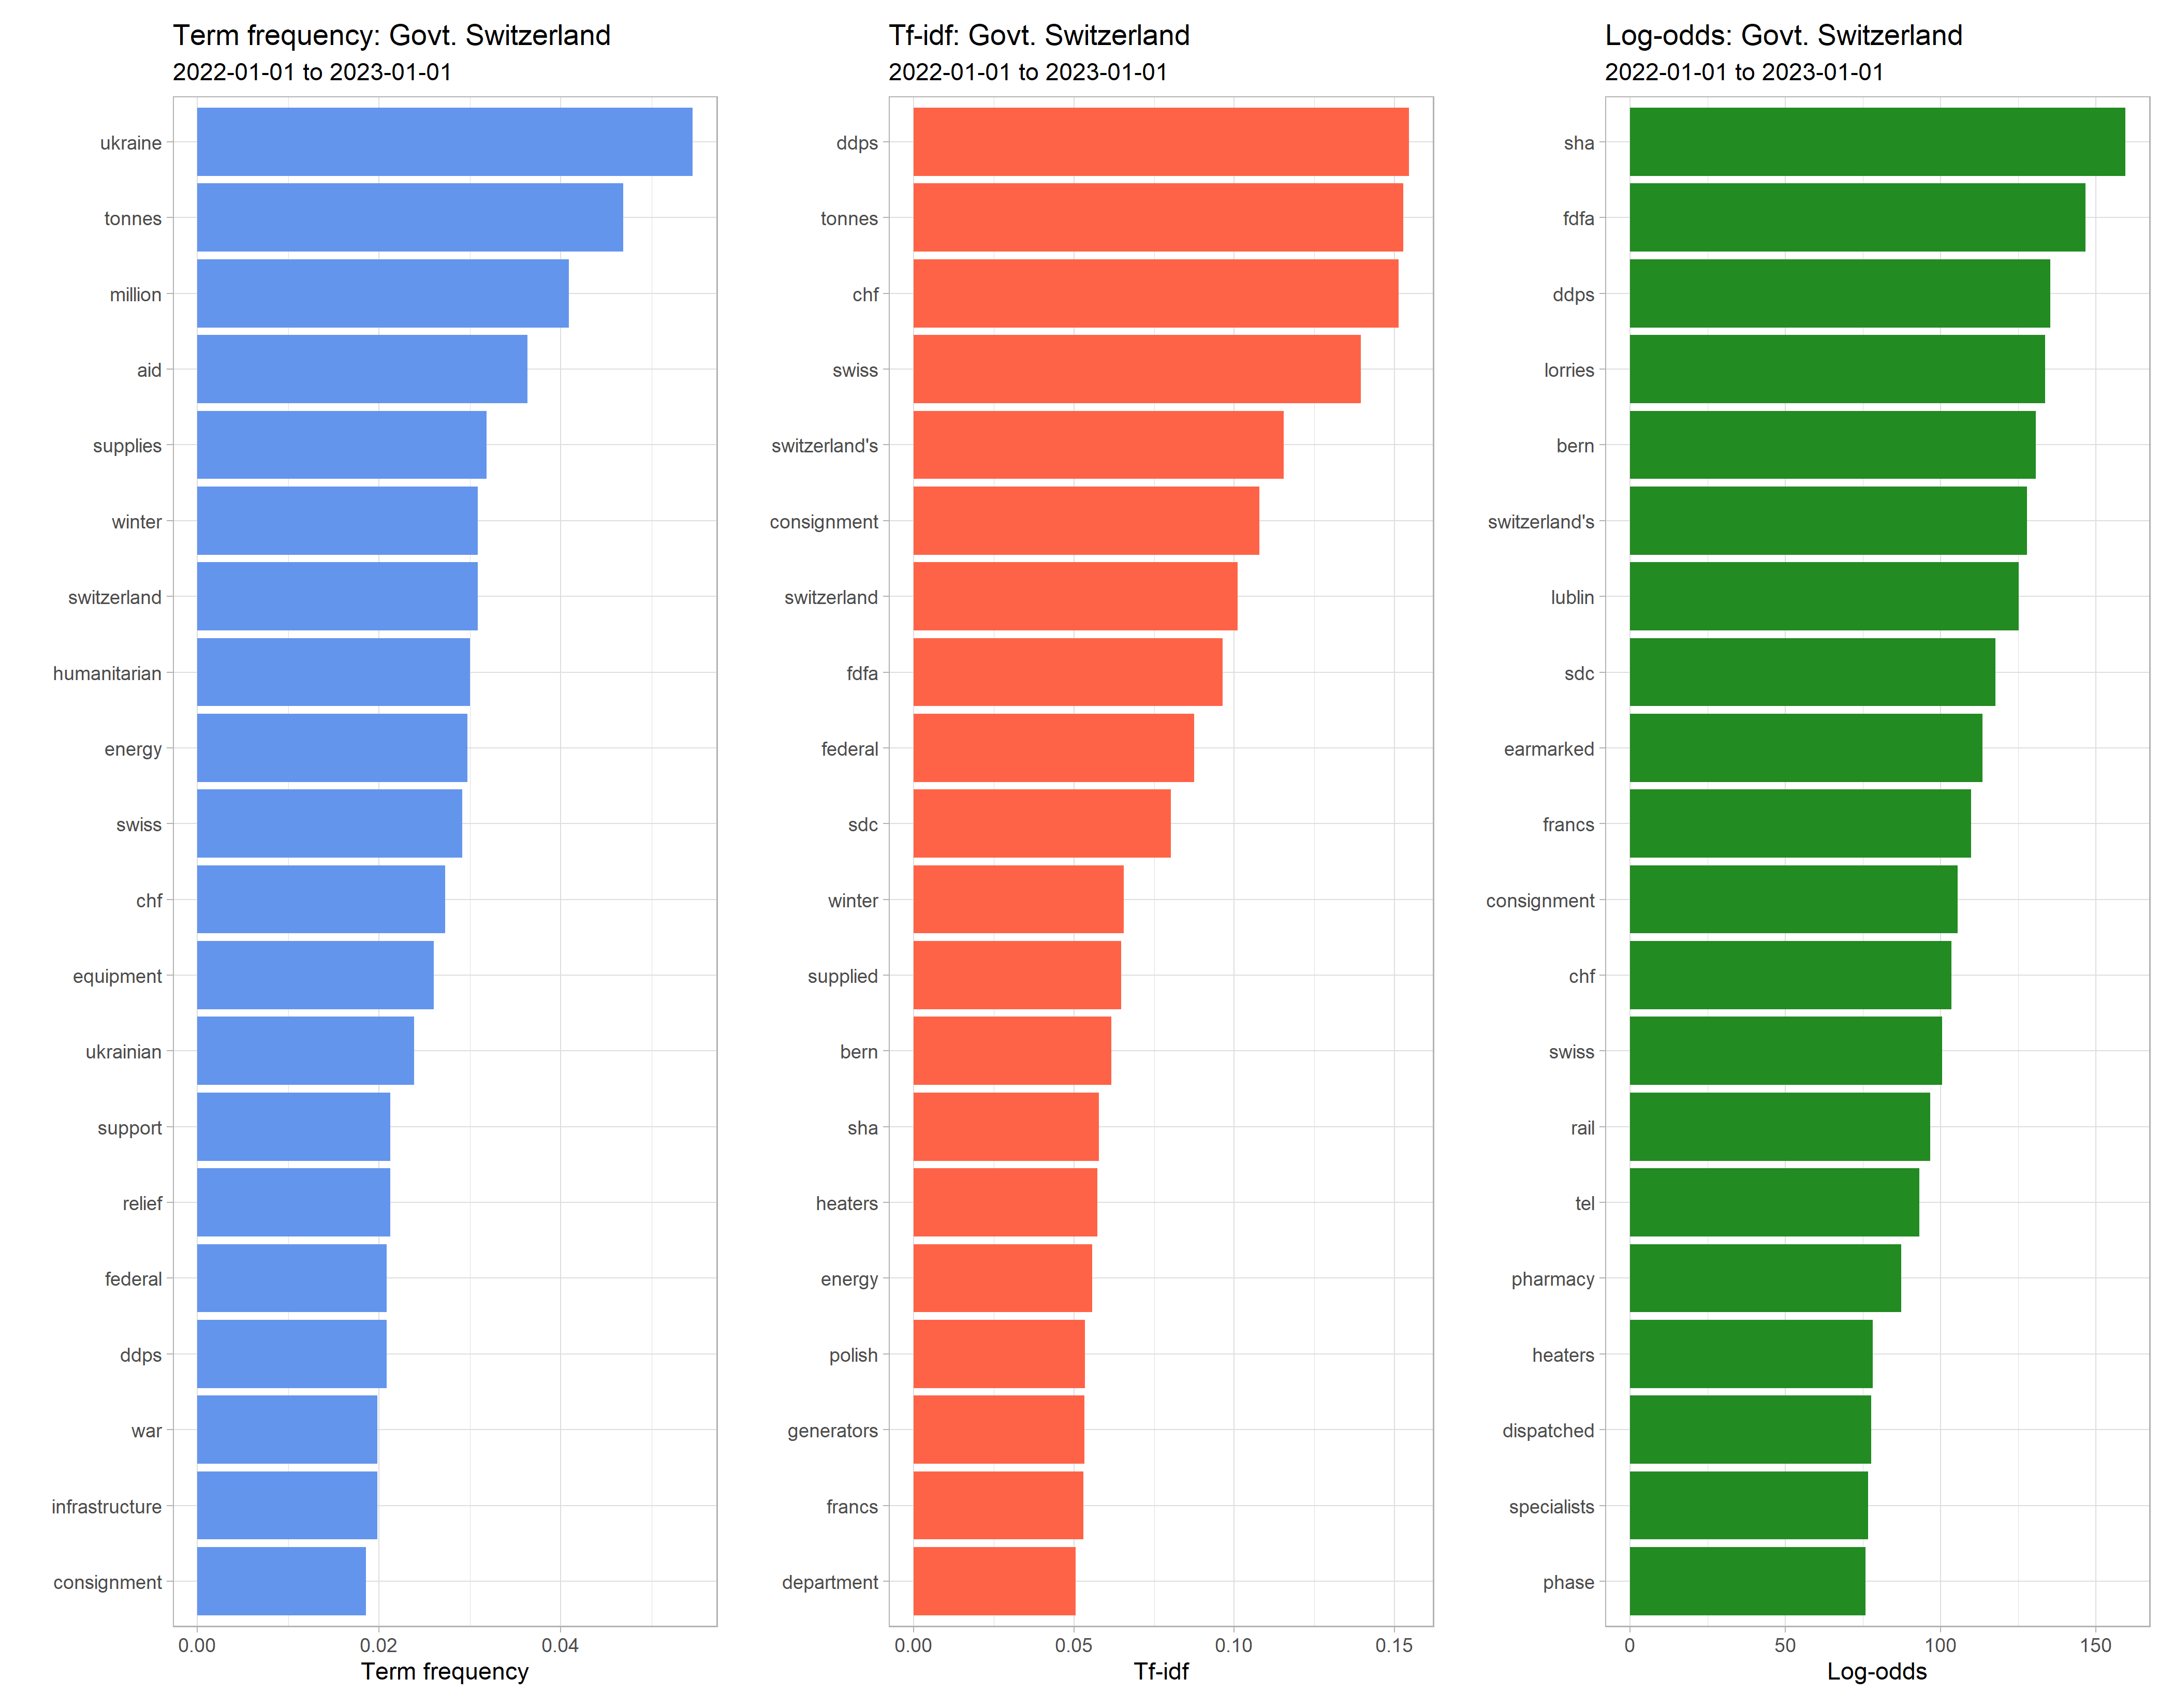 Term frequency: Govt. Switzerland
2022-01-01 to 2023-01-01
ukraine
tonnes
million
aid
supplies
winter
switzerland
humanitarian
energy
swiss
chf
equipment
ukrainian
support
relief
federal
ddps
war
infrastructure
consignment
0.00 0.02 0.04
Term frequency
Tf-idf: Govt. Switzerland
2022-01-01 to 2023-01-01
ddps
tonnes
chf
swiss
switzerland's
consignment
switzerland
fdfa
federal
sdc
winter
supplied
bern
sha
heaters
energy
polish
generators
francs
department
0.00 0.05 0.10 0.15
Tf-idf
Log-odds: Govt. Switzerland
2022-01-01 to 2023-01-01
sha
fdfa
ddps
lorries
bern
switzerland's
lublin
sdc
earmarked
francs
consignment
chf
swiss
rail
tel
pharmacy
heaters
dispatched
specialists
phase
0 50 100 150
Log-odds